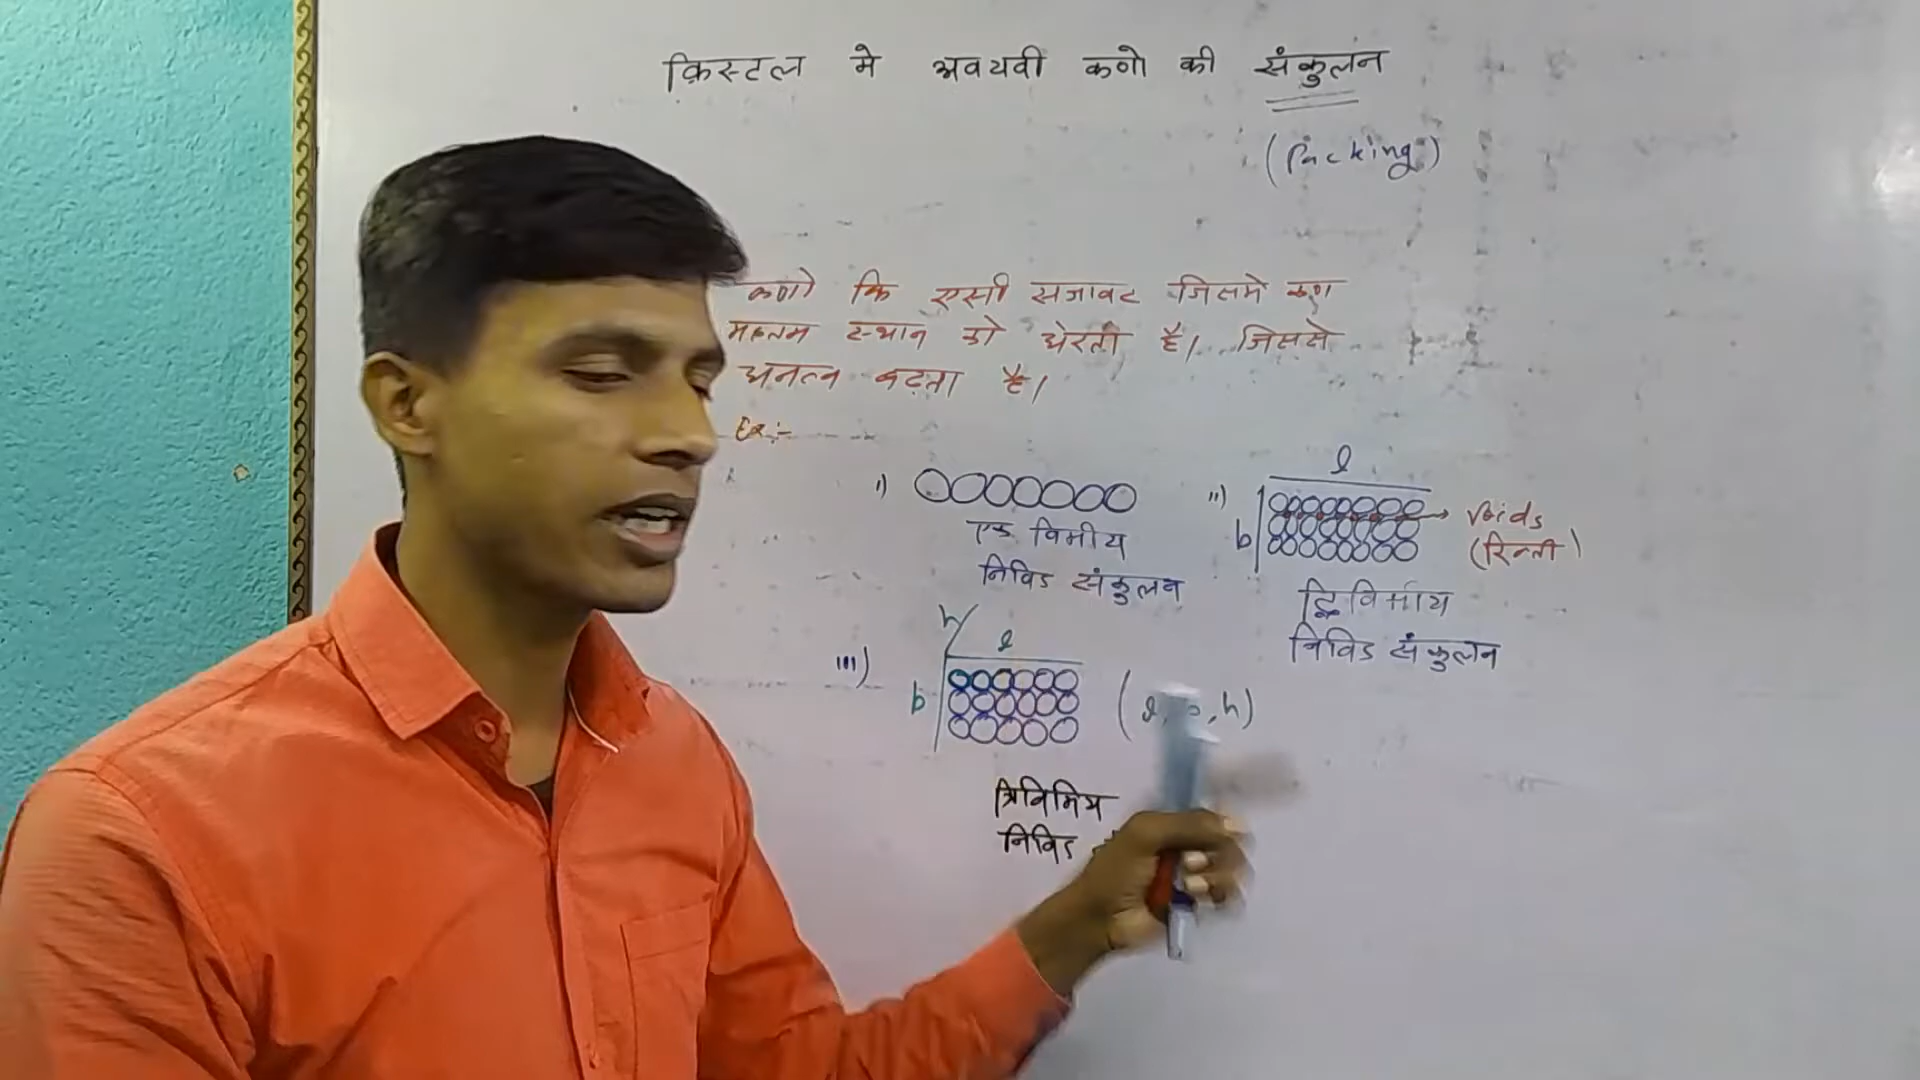 क्रिस्टल मे अवयवी कणो की संकुलन
(Packing)
कणो कि एसी सजावट जिसमे कण
महत्तम स्थान को घेरती है। जिससे
घनत्व बढ़ता है।
Ex:-
i)
एक विमीय
निविड संकुलन
ii)
l
b
Voids
(रिक्ती)
द्विविमीय
निविड संकुलन
iii)
h
l
b
(l, b, h)
त्रिविमिय
निविड